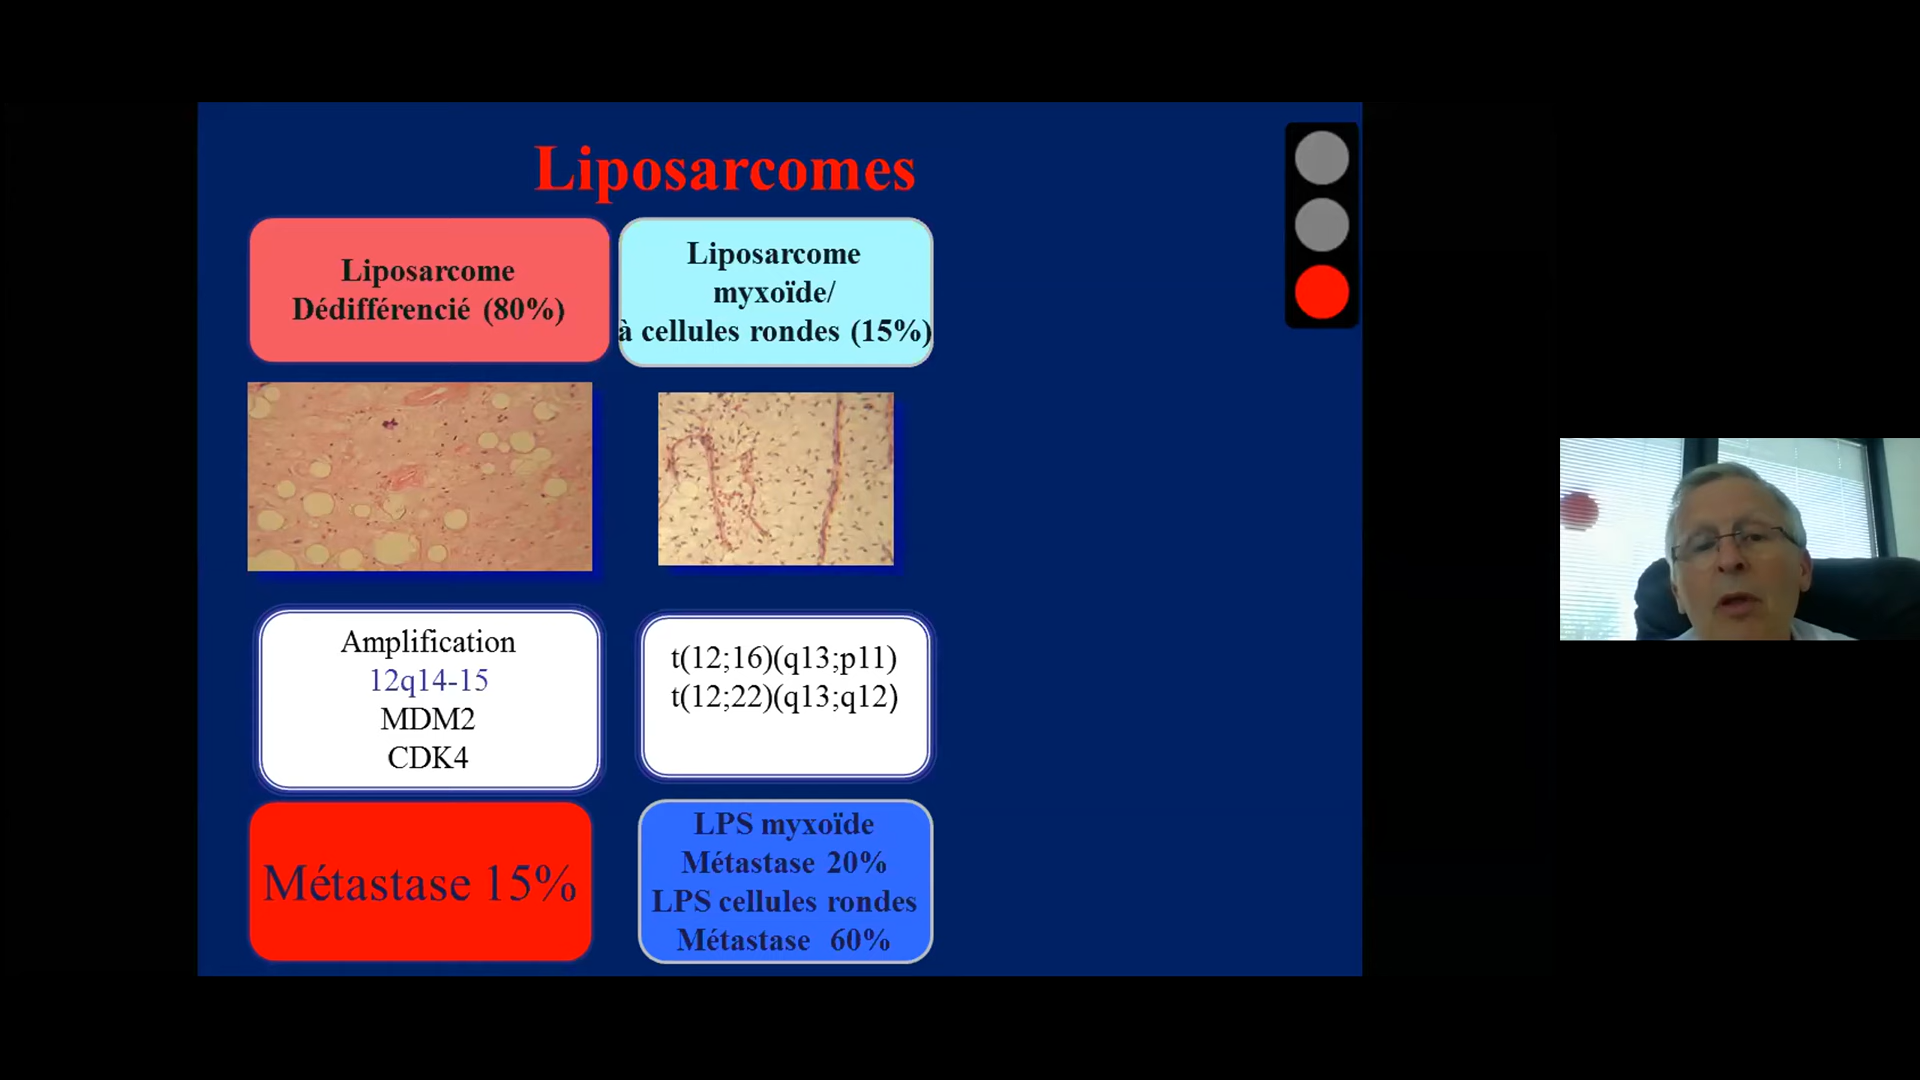 Liposarcomes
Liposarcome
Dédifférencié (80%)
Liposarcome
myxoïde/
à cellules rondes (15%)
Amplification
12q14-15
MDM2
CDK4
t(12;16)(q13;p11)
t(12;22)(q13;q12)
Métastase 15%
LPS myxoïde
Métastase 20%
LPS cellules rondes
Métastase 60%